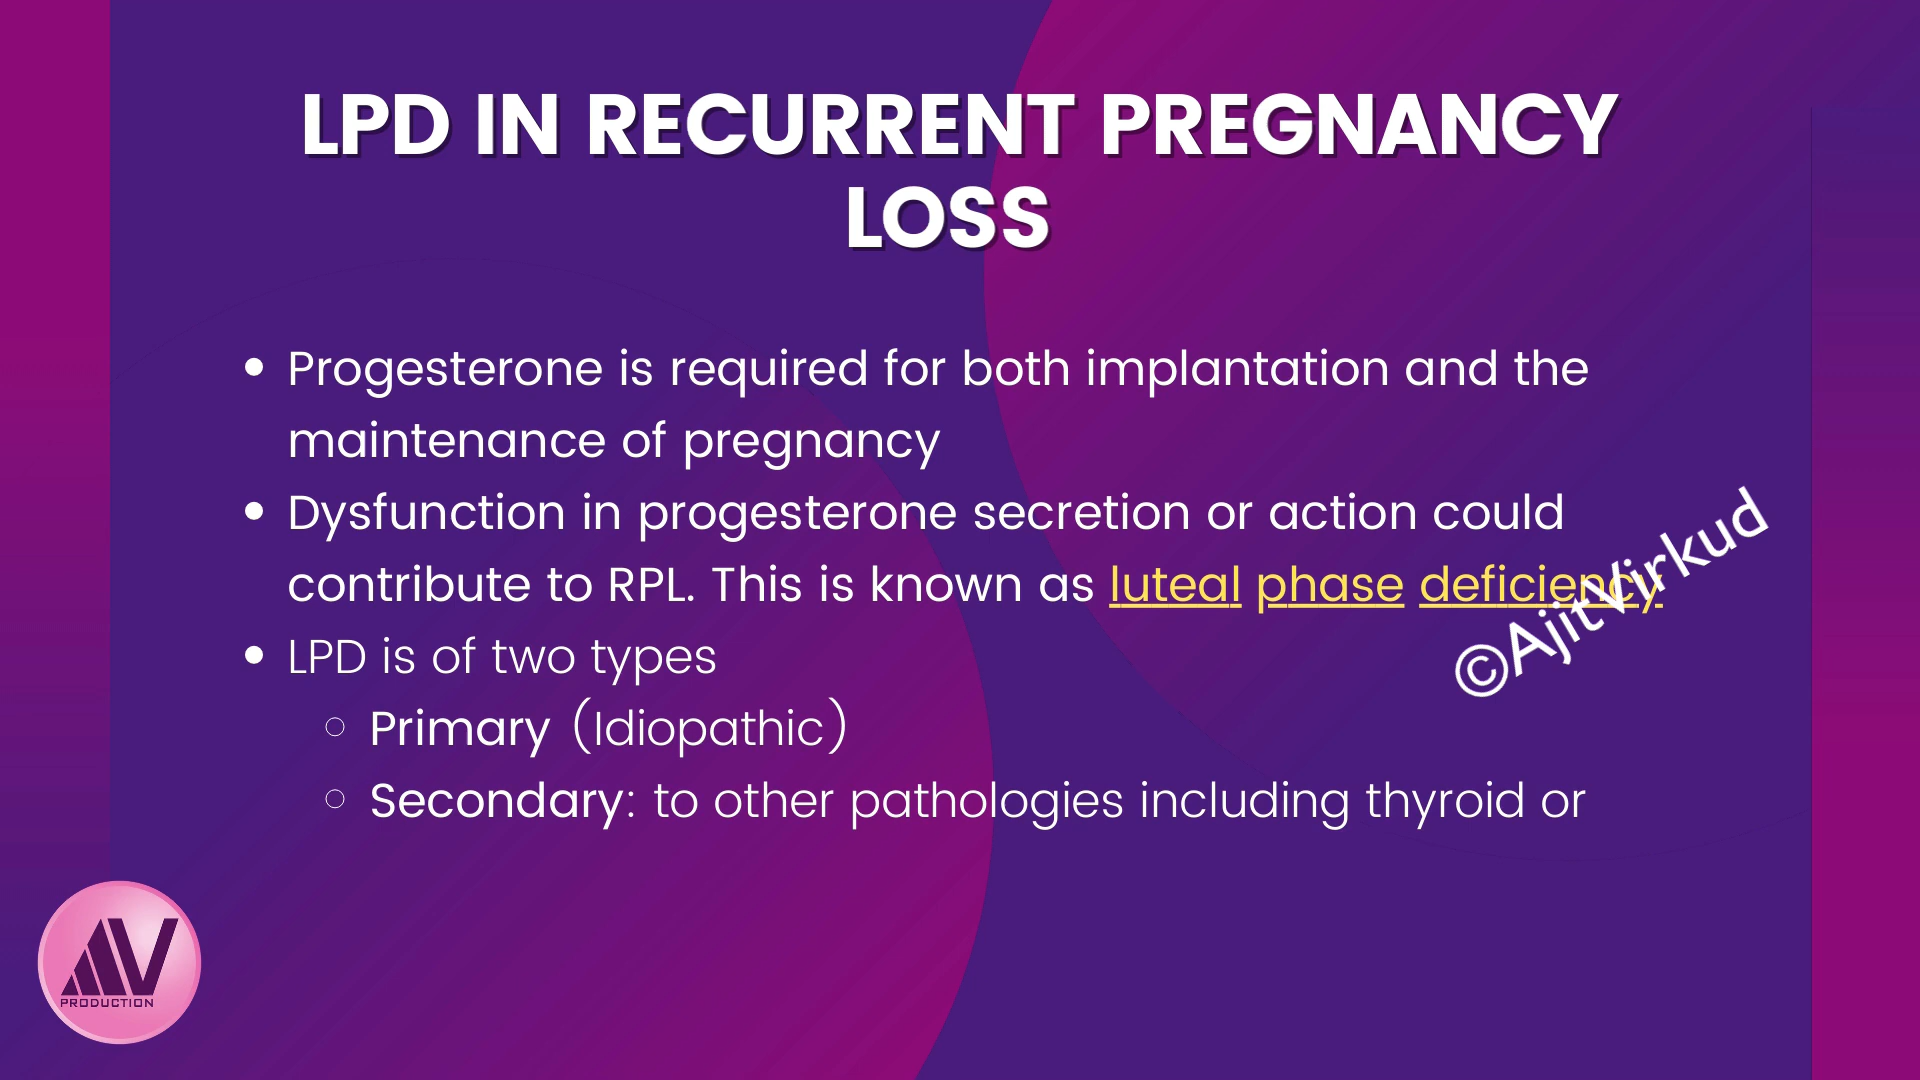 LPD IN RECURRENT PREGNANCY
LOSS
• Progesterone is required for both implantation and the
maintenance of pregnancy
• Dysfunction in progesterone secretion or action could
contribute to RPL. This is known as luteal phase deficiency.
• LPD is of two types
○ Primary (Idiopathic)
○ Secondary: to other pathologies including thyroid or
©AjitVirkud
AV
PRODUCTION